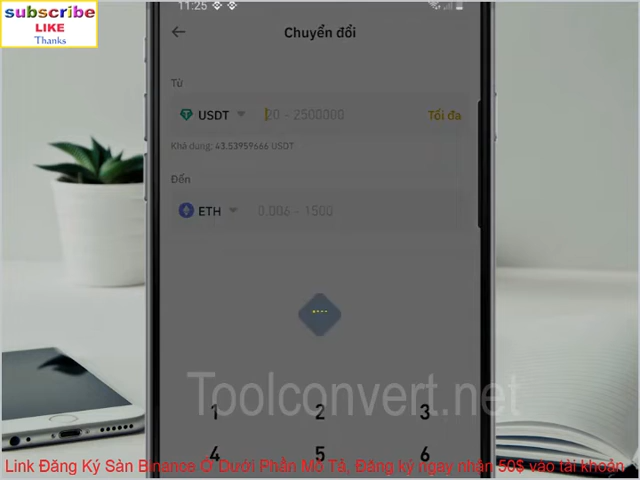 subscribe
LIKE
Thanks
11:25
Chuyển đổi
Từ
USDT 20 - 2500000 Tối đa
Khả dụng: 43.53959666 USDT
Đến
ETH 0.006 - 1500
Toolconvert.net
1 2 3
4 5 6
Link Đăng Ký Sàn Binance Ở Dưới Phần Mô Tả, Đăng ký ngay nhận 50$ vào tài khoản